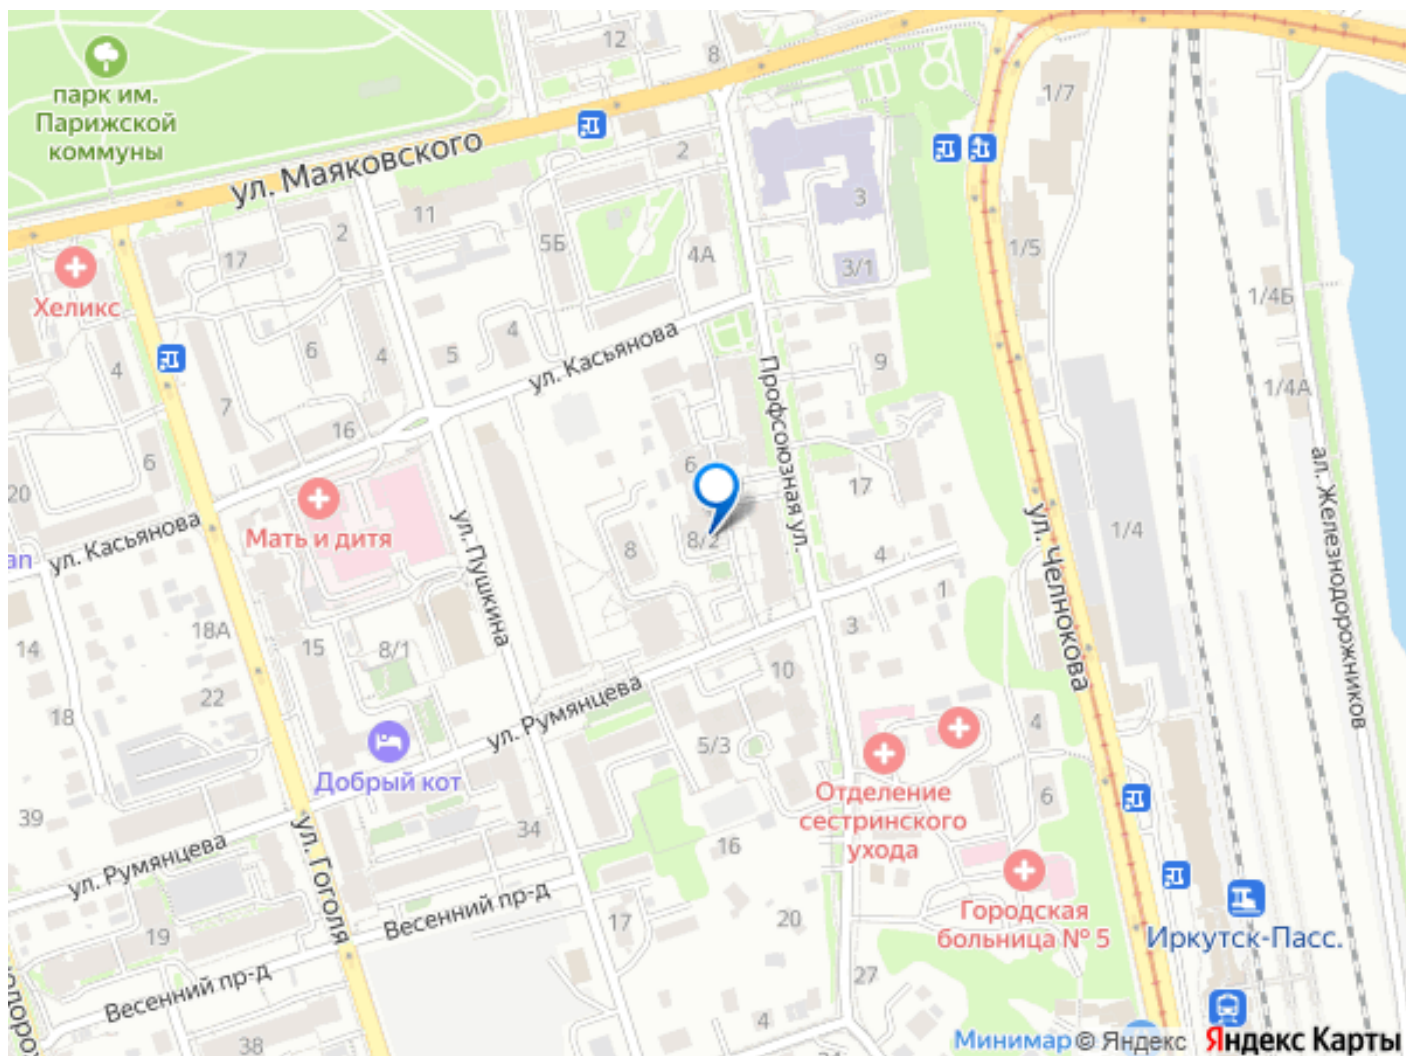 12
8
парк им.
Парижской
коммуны
1/7
ул. Маяковского
2
3
11
2
17
5Б
4А
3/1
1/5
Хеликс
1/4Б
4
6
4
5
4
ул. Касьянова
9
1/4А
7
16
Профсоюзная ул.
6
20
6
17
ал. Железнодорожников
Мать и дитя
ул. Касьянова
ул. Пушкина
8
8/2
4
ул. Челнокова
1/4
an
14
18А
15
8/1
1
3
22
18
10
ул. Румянцева
5/3
4
Добрый кот
Отделение
сестринского
ухода
6
39
ул. Румянцева
ул. Гоголя
34
16
Весенний пр-д
17
20
Городская
больница № 5
Иркутск-Пасс.
19
Весенний пр-д
27
38
4
Минимар
© Яндекс
Яндекс Карты